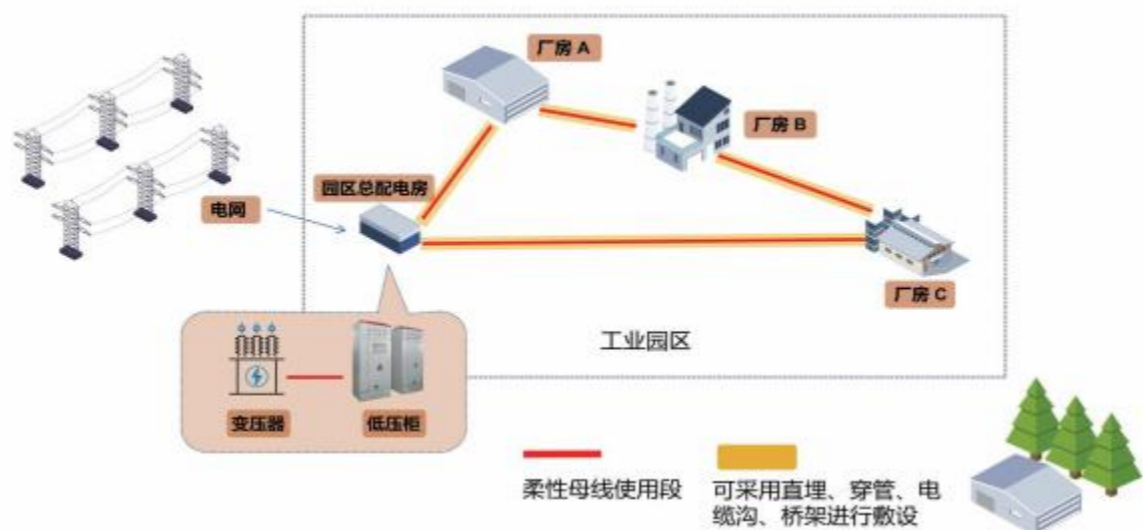 厂房 A
厂房 B
园区总配电房
电网
厂房 C
工业园区
变压器
低压柜
柔性母线使用段
可采用直埋、穿管、电
缆沟、桥架进行敷设